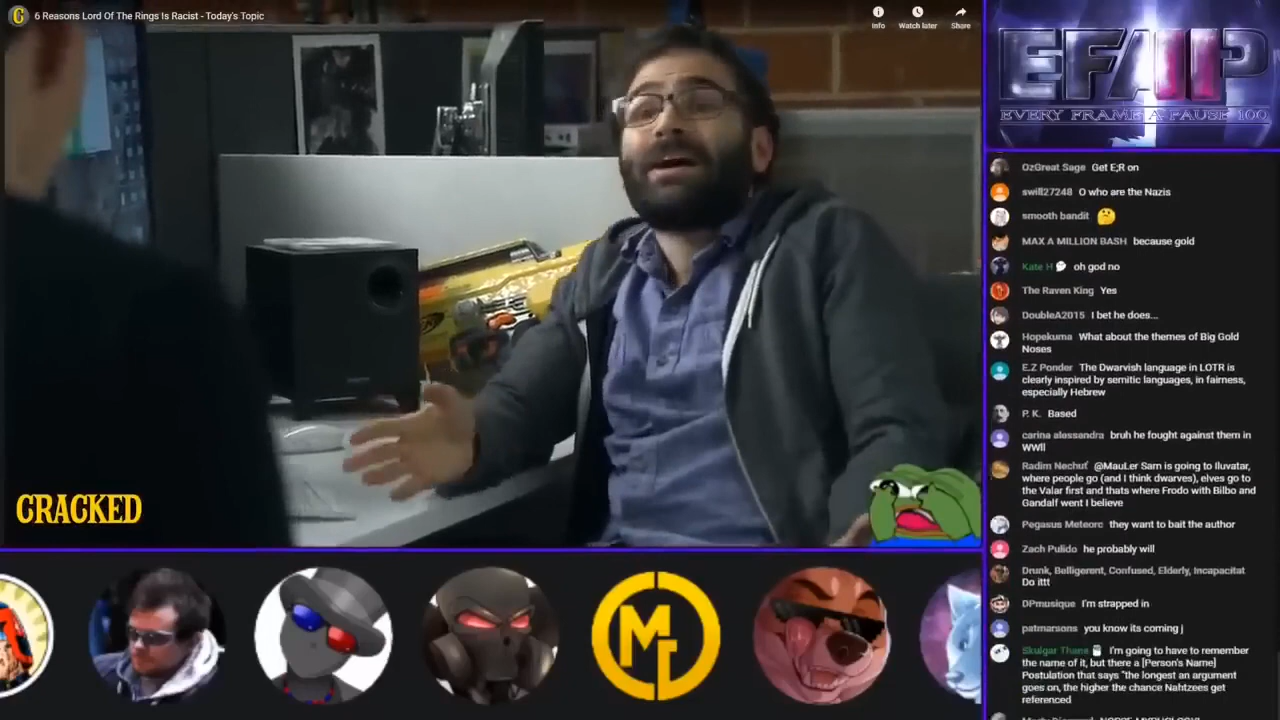 6 Reasons Lord Of The Rings Is Racist - Today's Topic
Info
Watch later
Share
CRACKED
EFAP
EVERY FRAME A PAUSE 100
OzGreat Sage Get E;R on
swill27248 O who are the Nazis
smooth bandit
MAX A MILLION BASH because gold
Kate H oh god no
The Raven King Yes
DoubleA2015 I bet he does...
Hopekuma What about the themes of Big Gold
Noses
E.Z Ponder The Dwarvish language in LOTR is
clearly inspired by semitic languages, in fairness,
especially Hebrew
P. K. Based
carina alessandra bruh he fought against them in
WWII
Radim Nechuť @MauLer Sam is going to Iluvatar,
where people go (and I think dwarves), elves go to
the Valar first and thats where Frodo with Bilbo and
Gandalf went I believe
Pegasus Meteorc they want to bait the author
Zach Pulido he probably will
Drunk, Belligerent, Confused, Elderly, Incapacitat
Do ittt
DPmusique I'm strapped in
patmarsons you know its coming j
Skulgar Thane I'm going to have to remember
the name of it, but there a [Person's Name]
Postulation that says "the longest an argument
goes on, the higher the chance Nahtzees get
referenced